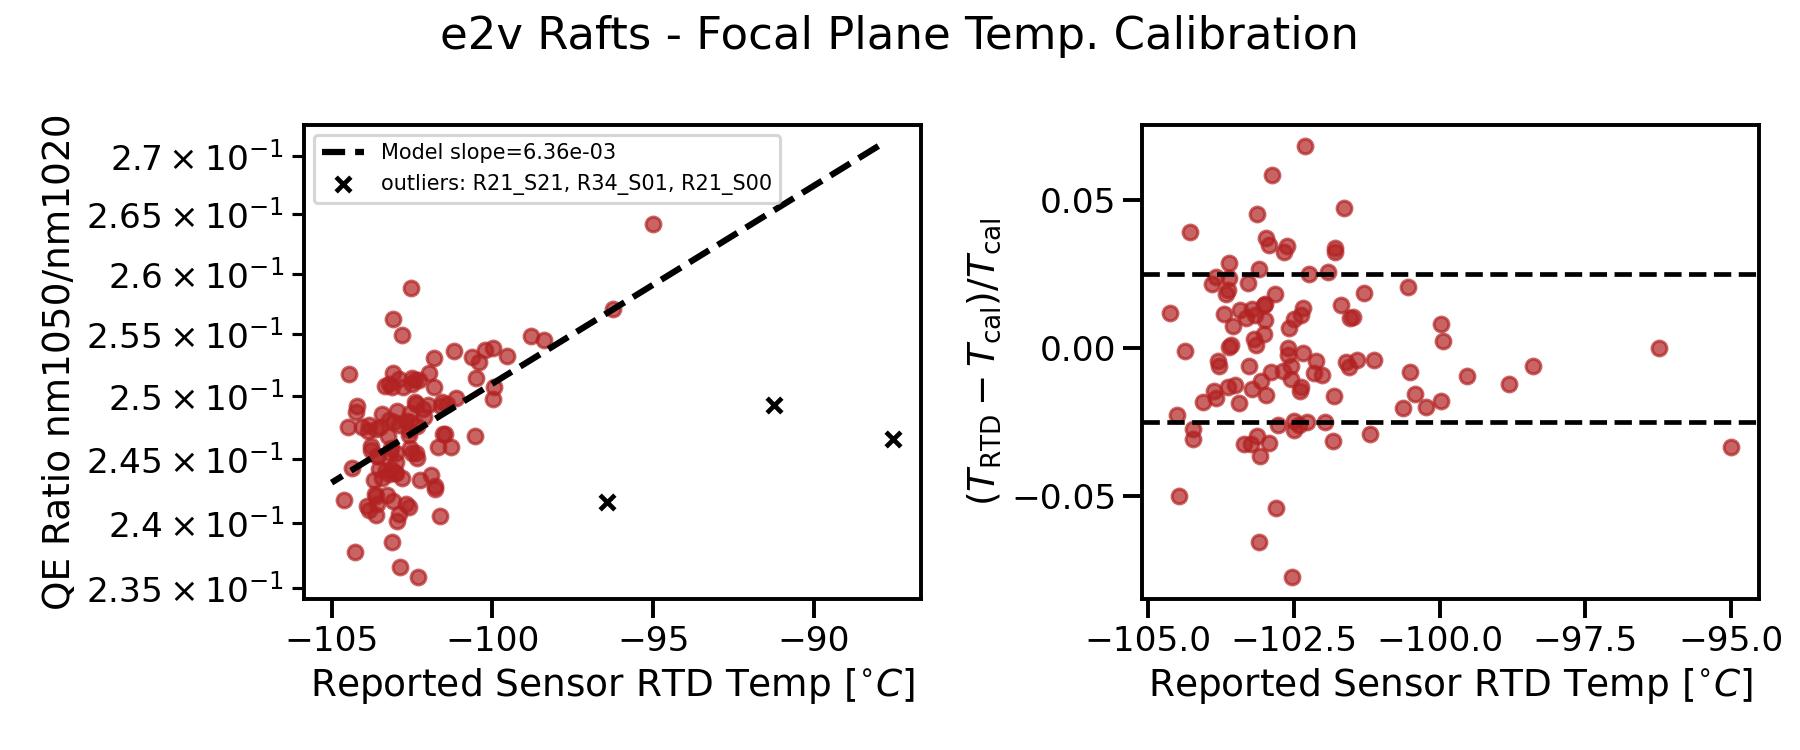 e2v Rafts - Focal Plane Temp. Calibration
QE Ratio nm1050/nm1020
2.7 × 10⁻¹
2.65 × 10⁻¹
2.6 × 10⁻¹
2.55 × 10⁻¹
2.5 × 10⁻¹
2.45 × 10⁻¹
2.4 × 10⁻¹
2.35 × 10⁻¹
Model slope=6.36e-03
outliers: R21_S21, R34_S01, R21_S00
−105 −100 −95 −90
Reported Sensor RTD Temp [°C]
(T_RTD − T_cal)/T_cal
0.05
0.00
−0.05
−105.0 −102.5 −100.0 −97.5 −95.0
Reported Sensor RTD Temp [°C]